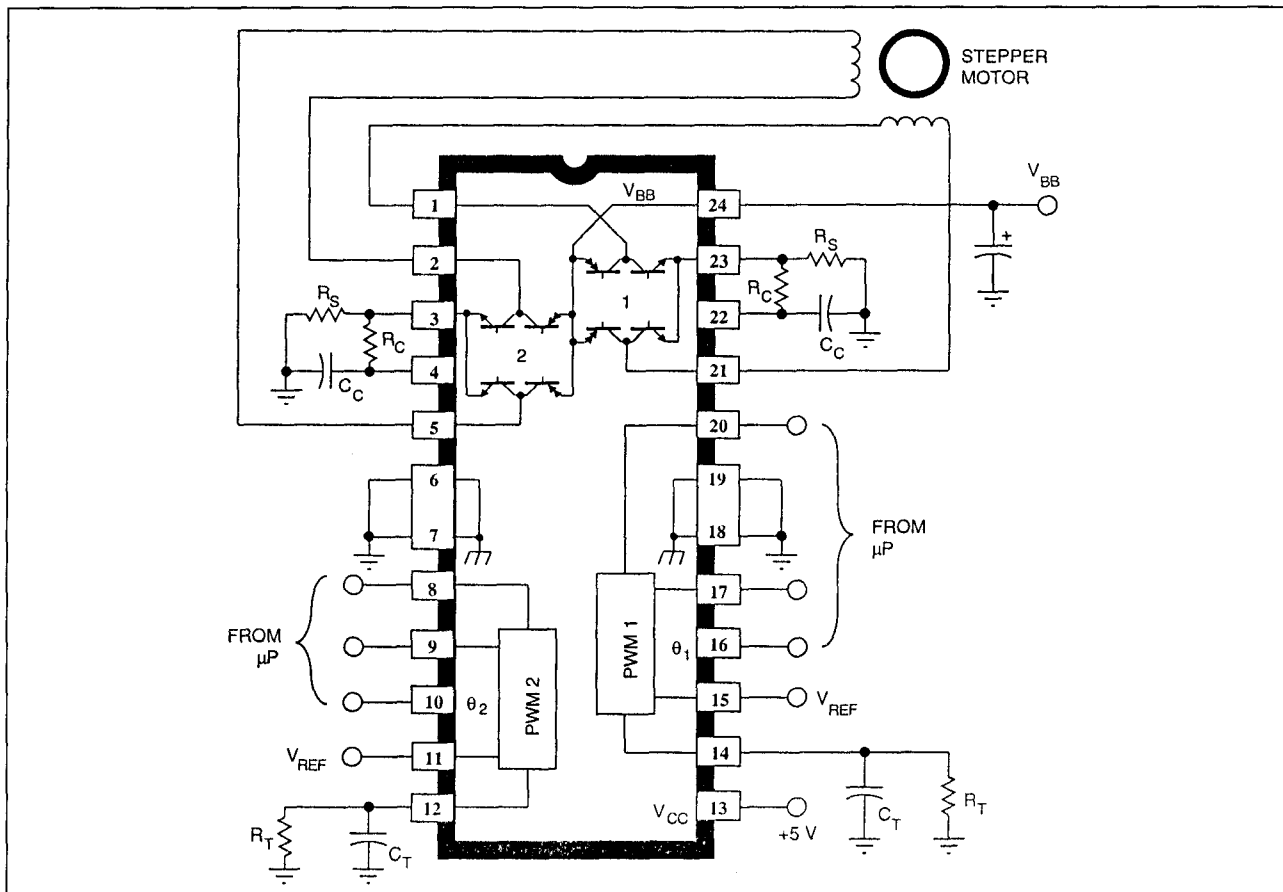 STEPPER
MOTOR
V_BB
1
V_BB
24
2
R_S
23
R_S
3
R_C
1
R_C
22
2
C_C
4
C_C
21
5
20
6
19
7
18
FROM
µP
8
17
FROM
µP
9
PWM 1
θ_1
16
10
θ_2
PWM 2
15
V_REF
V_REF
11
14
12
V_CC
13
+5 V
R_T
C_T
C_T
R_T